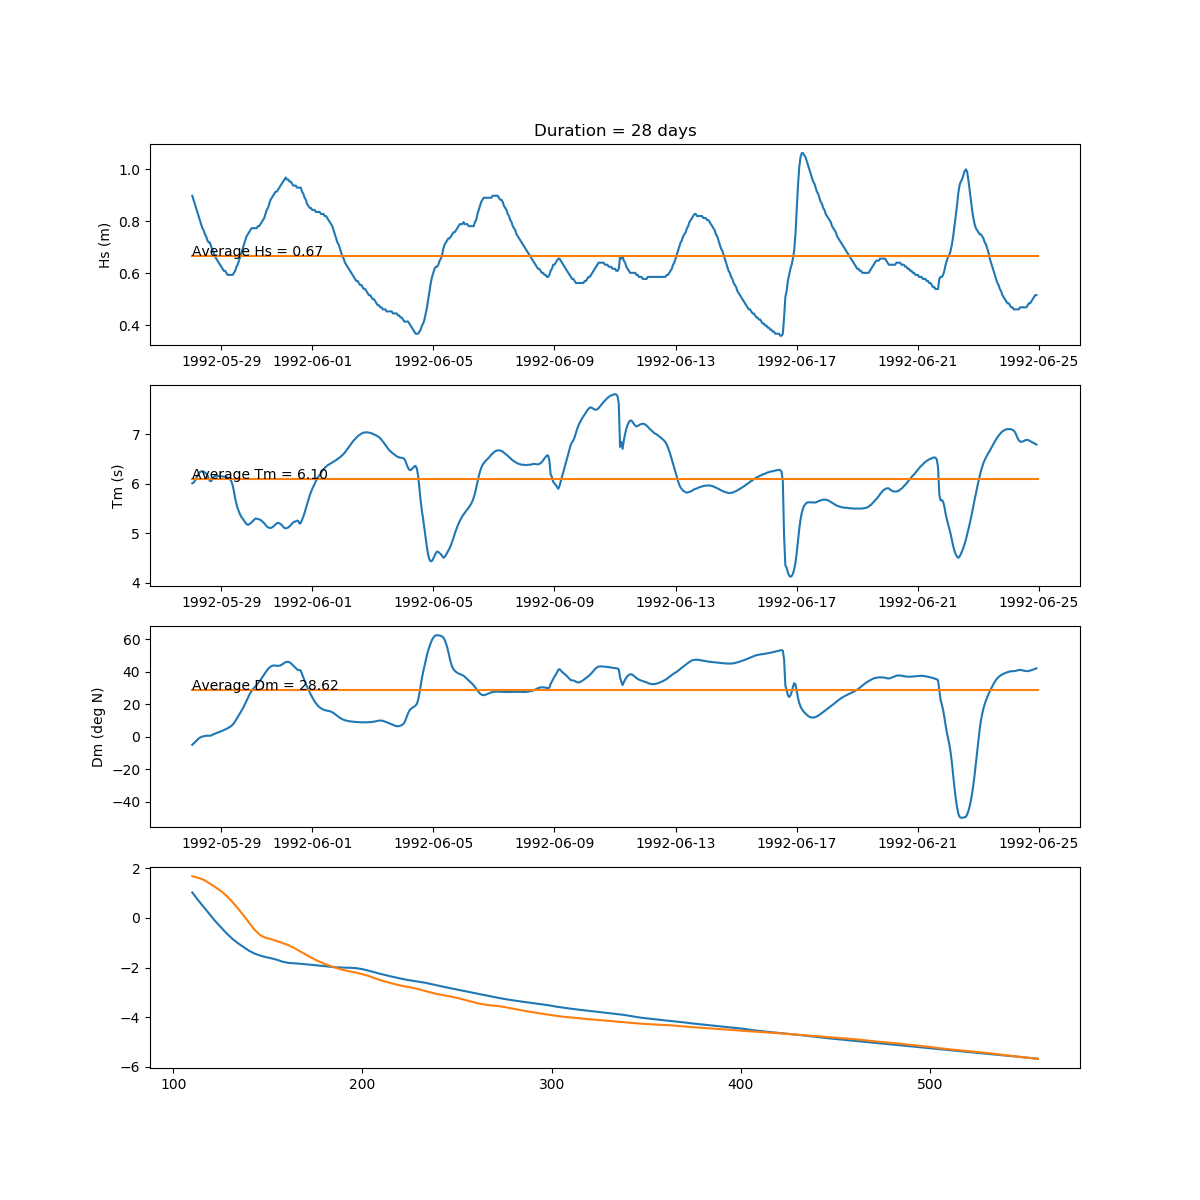 Duration = 28 days
1.0
0.8
0.6
0.4
Hs (m)
Average Hs = 0.67
1992-05-29 1992-06-01 1992-06-05 1992-06-09 1992-06-13 1992-06-17 1992-06-21 1992-06-25
7
6
5
4
Tm (s)
Average Tm = 6.10
1992-05-29 1992-06-01 1992-06-05 1992-06-09 1992-06-13 1992-06-17 1992-06-21 1992-06-25
60
40
20
0
−20
−40
Dm (deg N)
Average Dm = 28.62
1992-05-29 1992-06-01 1992-06-05 1992-06-09 1992-06-13 1992-06-17 1992-06-21 1992-06-25
2
0
−2
−4
−6
100 200 300 400 500